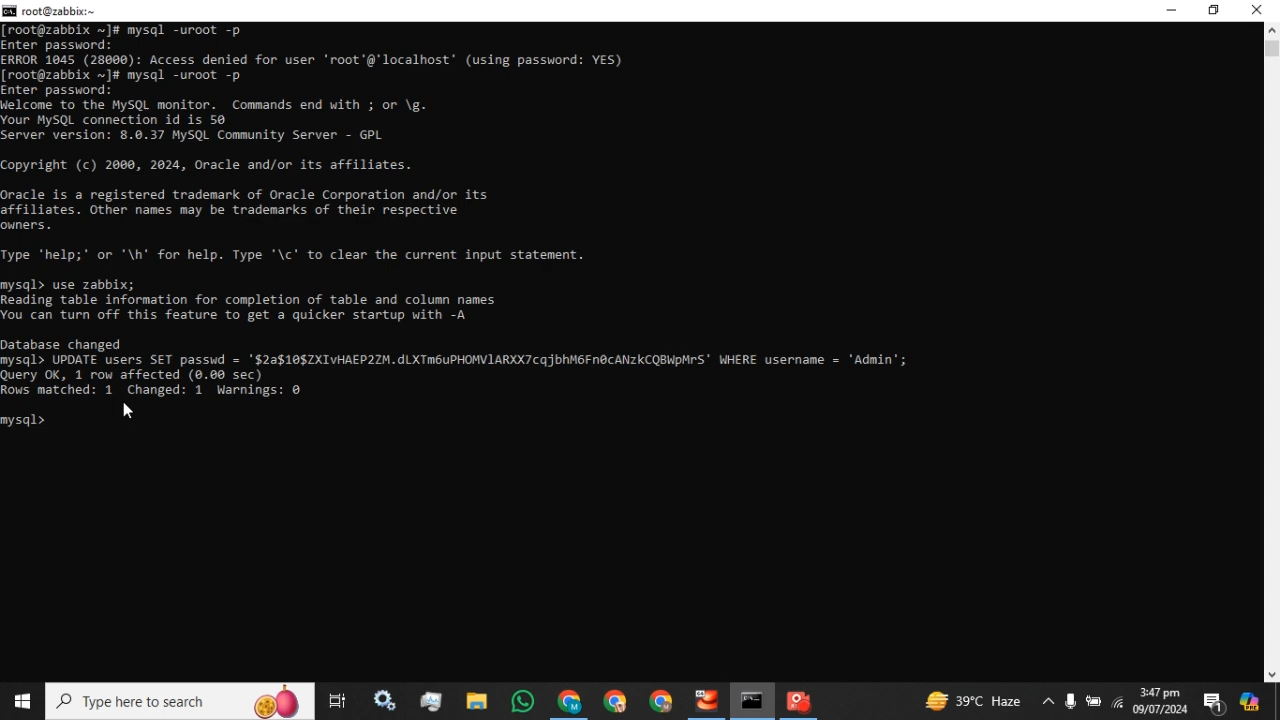 root@zabbix:~
[root@zabbix ~]# mysql -uroot -p
Enter password:
ERROR 1045 (28000): Access denied for user 'root'@'localhost' (using password: YES)
[root@zabbix ~]# mysql -uroot -p
Enter password:
Welcome to the MySQL monitor.  Commands end with ; or \g.
Your MySQL connection id is 50
Server version: 8.0.37 MySQL Community Server - GPL
Copyright (c) 2000, 2024, Oracle and/or its affiliates.
Oracle is a registered trademark of Oracle Corporation and/or its
affiliates. Other names may be trademarks of their respective
owners.
Type 'help;' or '\h' for help. Type '\c' to clear the current input statement.
mysql> use zabbix;
Reading table information for completion of table and column names
You can turn off this feature to get a quicker startup with -A
Database changed
mysql> UPDATE users SET passwd = '$2a$10$ZXIvHAEP2ZM.dLXTm6uPHOMVlARXX7cqjbhM6Fn0cANzkCQBWpMrS' WHERE username = 'Admin';
Query OK, 1 row affected (0.00 sec)
Rows matched: 1  Changed: 1  Warnings: 0
mysql>
Type here to search
39°C Haze
3:47 pm
09/07/2024